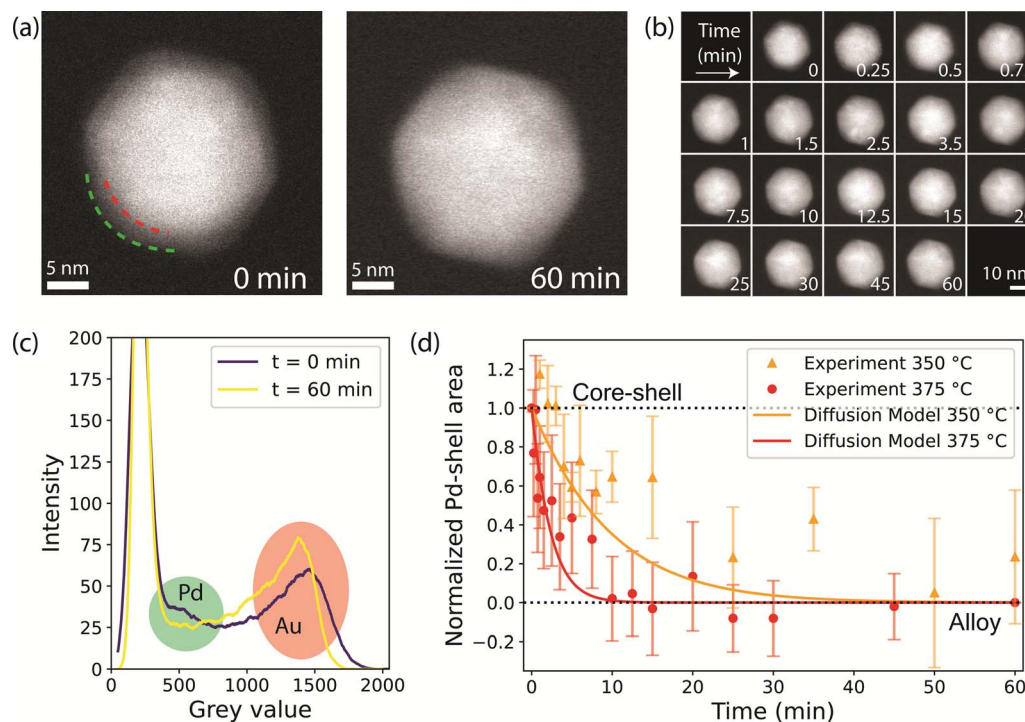 (a)
5 nm
0 min
5 nm
60 min
(b)
Time
(min)
0
0.25
0.5
0.7
1
1.5
2.5
3.5
7.5
10
12.5
15
2
25
30
45
60
10 nm
(c)
200
175
150
125
100
75
50
25
0
Intensity
t = 0 min
t = 60 min
Pd
Au
0
500
1000
1500
2000
Grey value
(d)
1.0
0.8
0.6
0.4
0.2
0.0
−0.2
Normalized Pd-shell area
Core-shell
Experiment 350 °C
Experiment 375 °C
Diffusion Model 350 °C
Diffusion Model 375 °C
Alloy
0
10
20
30
40
50
60
Time (min)